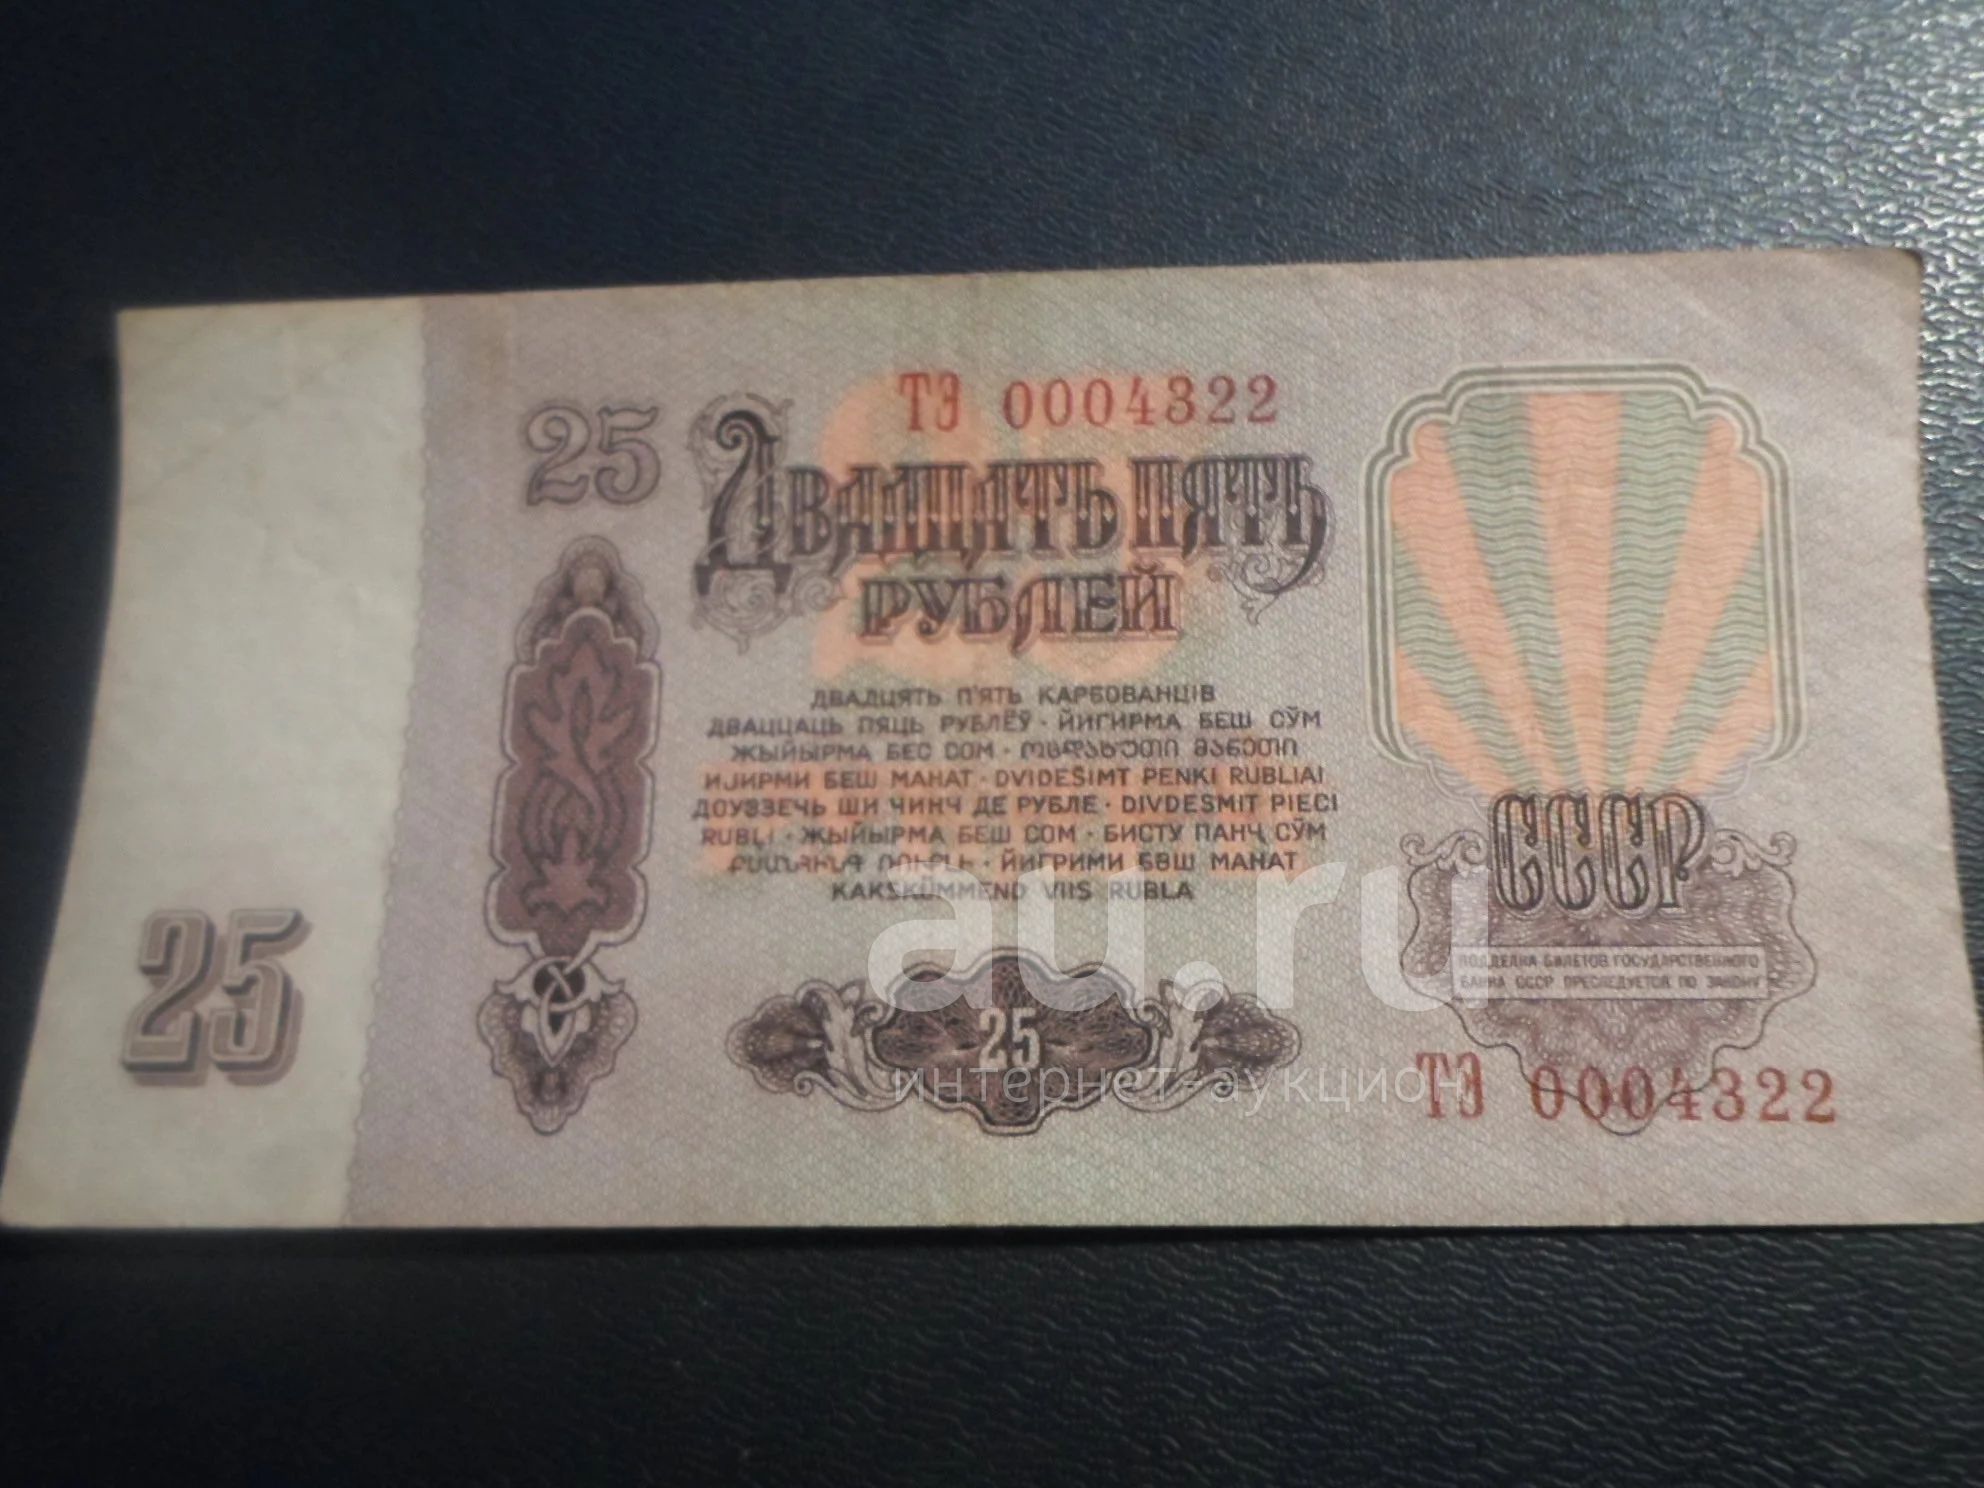 ТЭ 0004322
25
Двадцать пять
рублей
ДВАДЦЯТЬ П'ЯТЬ КАРБОВАНЦІВ
ДВАЦЦАЦЬ ПЯЦЬ РУБЛЁЎ · ЙИГИРМА БЕШ СЎМ
ЖЫЙЫРМА БЕС СОМ · ᲝᲪᲓᲐᲮᲣᲗᲘ ᲛᲐᲜᲔᲗᲘ
ИЈИРМИ БЕШ МАНАТ · DVIDEŠIMT PENKI RUBLIAI
ДОУЭЗЕЧЬ ШИ ЧИНЧ ДЕ РУБЛЕ · DIVDESMIT PIECI
RUBĻI · ЖЫЙЫРМА БЕШ СОМ · БИСТУ ПАНҶ СЎМ
ՔՍԱՆՀԻՆԳ ՌՈՒԲԼԻ · ЙИГРИМИ БӘШ МАНАТ
KAKSKÜMMEND VIIS RUBLA
СССР
ПОДДЕЛКА БИЛЕТОВ ГОСУДАРСТВЕННОГО
БАНКА СССР ПРЕСЛЕДУЕТСЯ ПО ЗАКОНУ
25
25
ТЭ 0004322
au.ru
интернет-аукцион